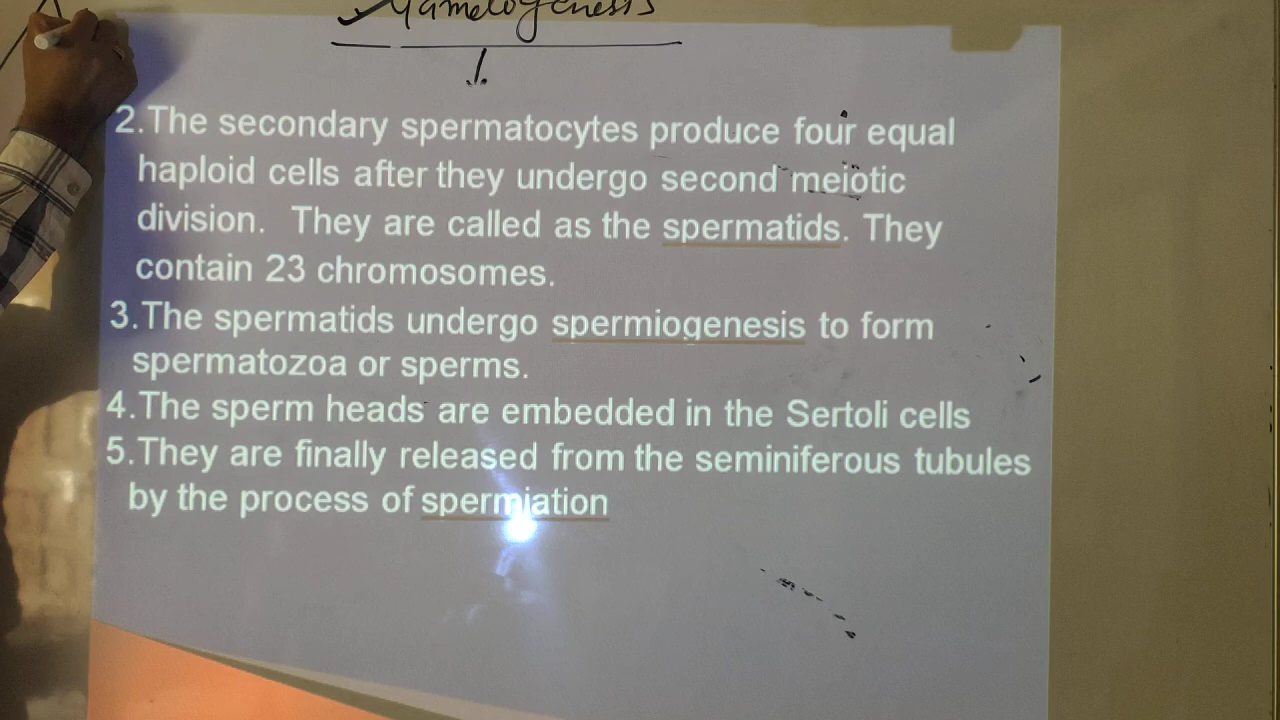 Gametogenesis
2.The secondary spermatocytes produce four equal
haploid cells after they undergo second meiotic
division. They are called as the spermatids. They
contain 23 chromosomes.
3.The spermatids undergo spermiogenesis to form
spermatozoa or sperms.
4.The sperm heads are embedded in the Sertoli cells
5.They are finally released from the seminiferous tubules
by the process of spermiation